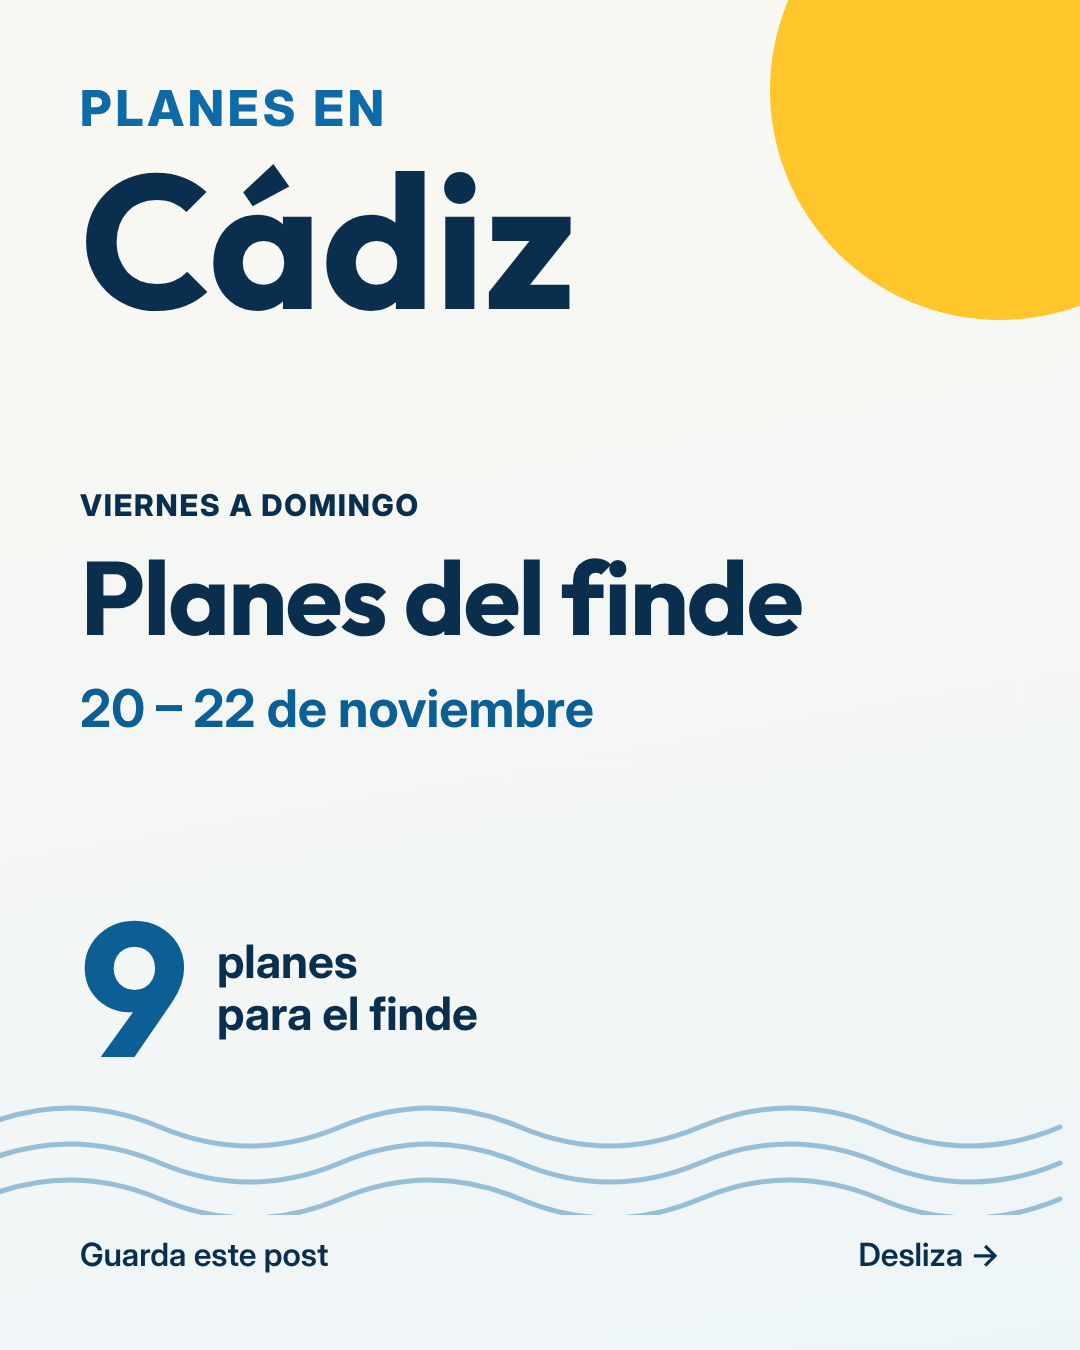 PLANES EN
Cádiz
VIERNES A DOMINGO
Planes del finde
20 – 22 de noviembre
9
planes
para el finde
Guarda este post
Desliza →